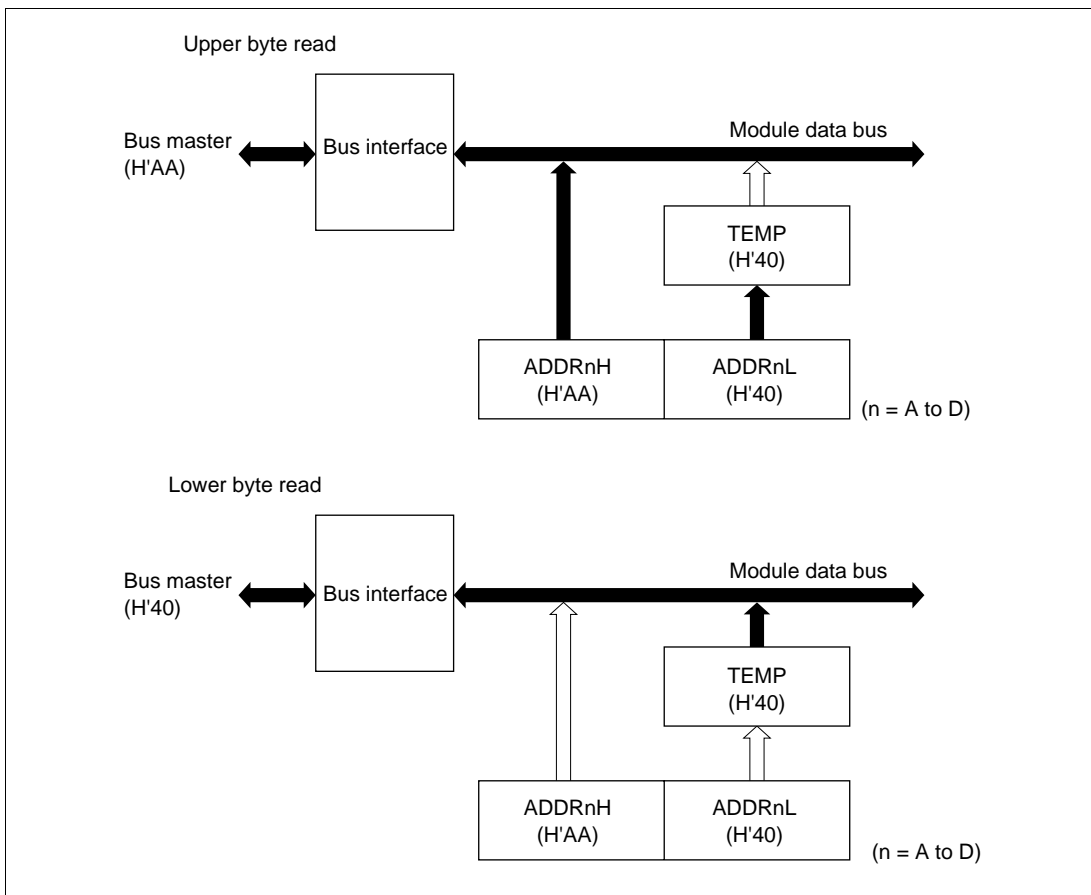 Upper byte read
Bus master
(H'AA)
Bus interface
Module data bus
TEMP
(H'40)
ADDRnH
(H'AA)
ADDRnL
(H'40)
(n = A to D)
Lower byte read
Bus master
(H'40)
Bus interface
Module data bus
TEMP
(H'40)
ADDRnH
(H'AA)
ADDRnL
(H'40)
(n = A to D)